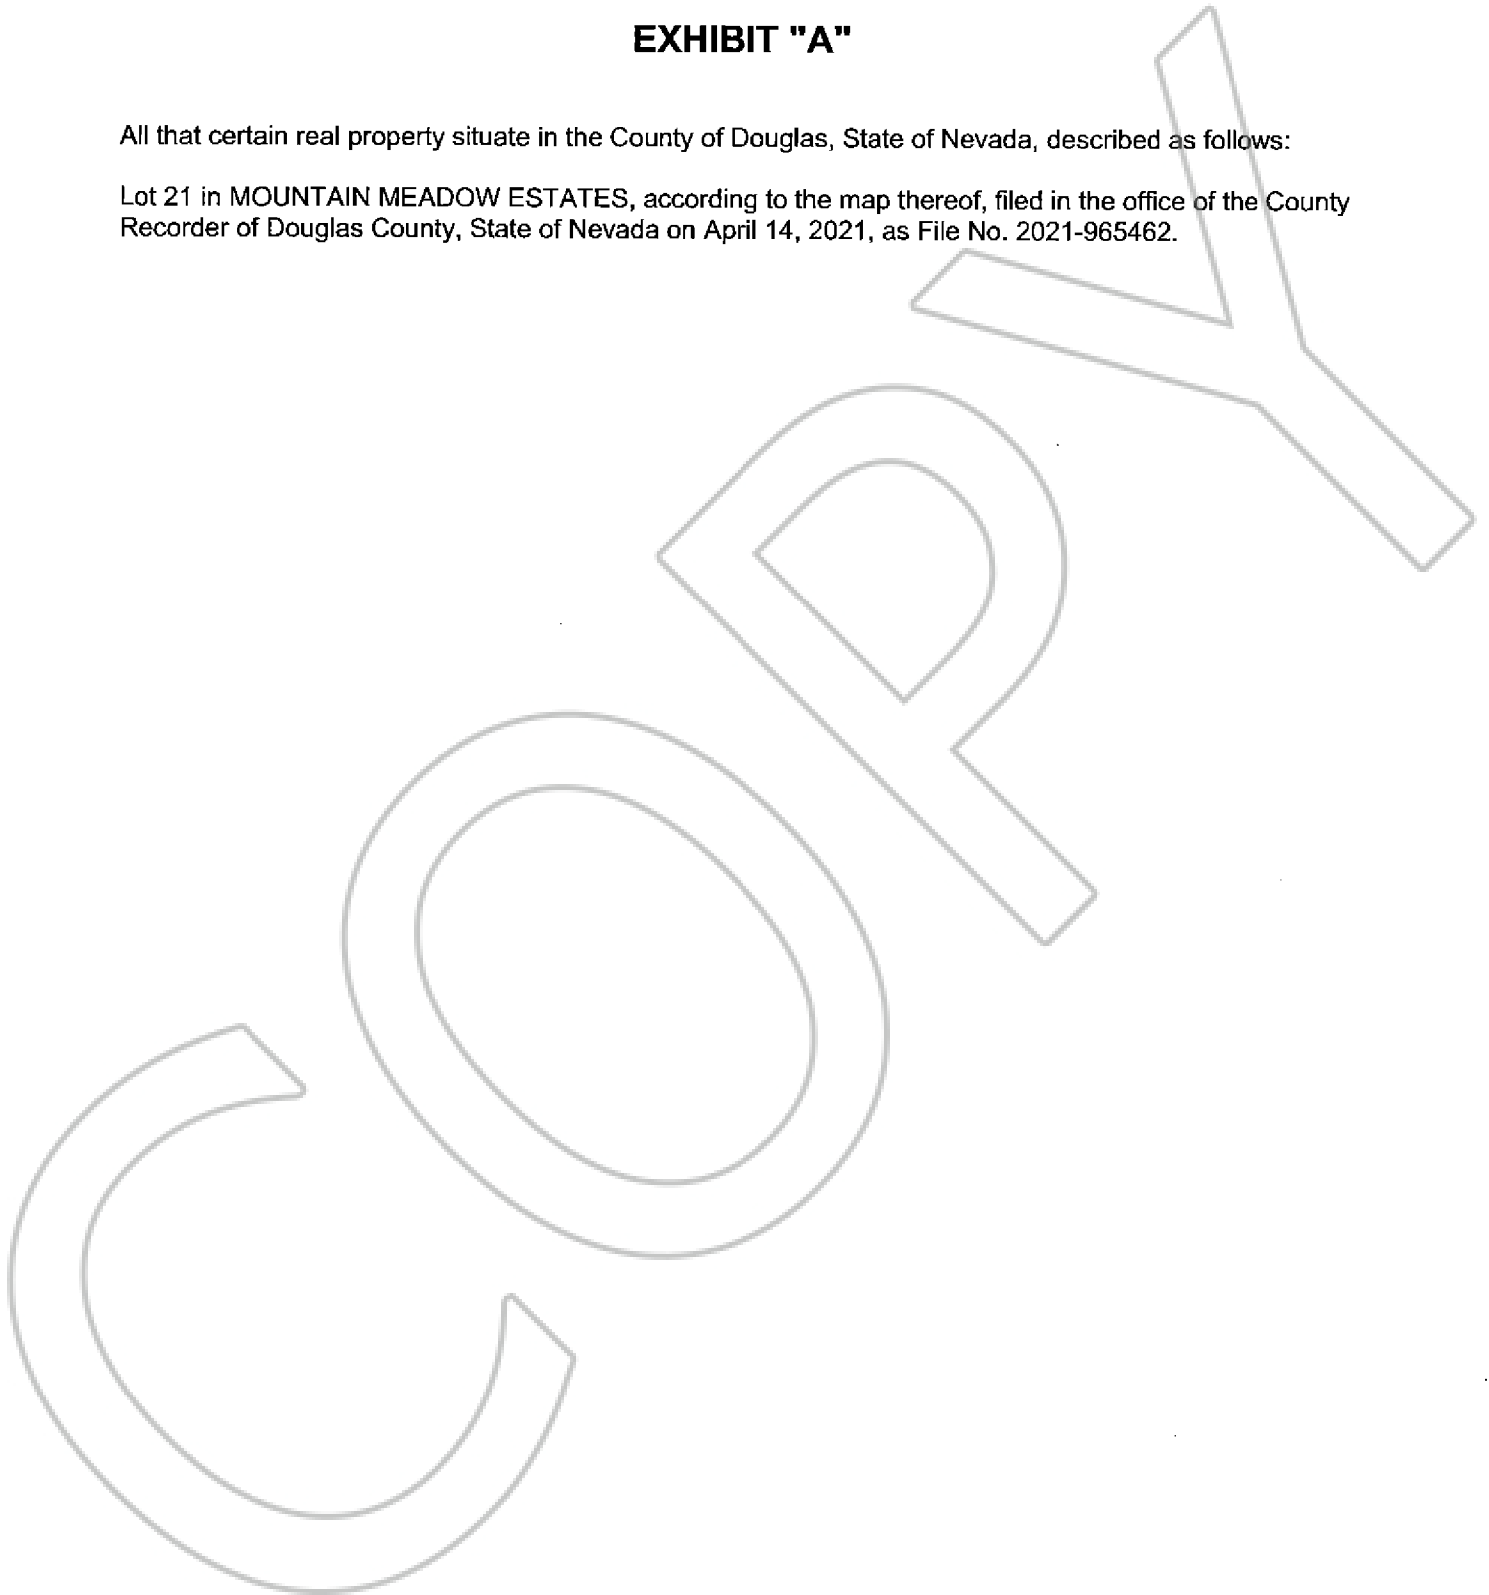 EXHIBIT "A"
All that certain real property situate in the County of Douglas, State of Nevada, described as follows:
Lot 21 in MOUNTAIN MEADOW ESTATES, according to the map thereof, filed in the office of the County
Recorder of Douglas County, State of Nevada on April 14, 2021, as File No. 2021-965462.
COPY